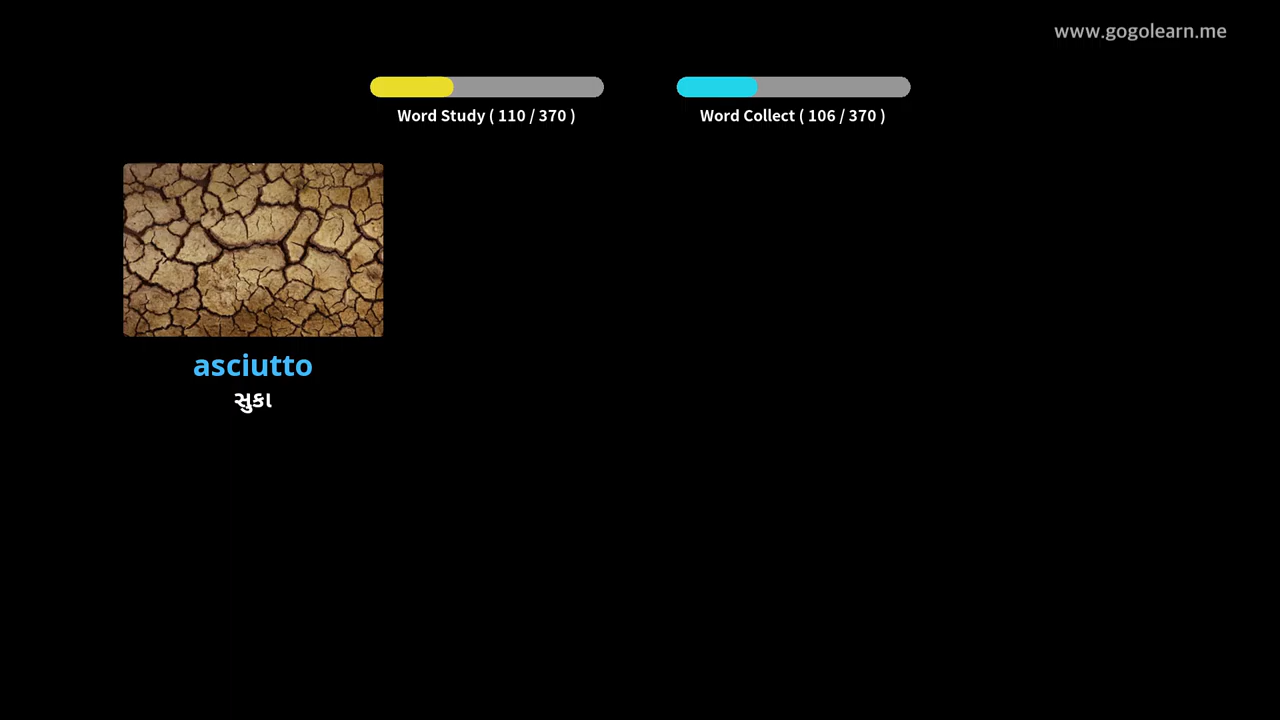 www.gogolearn.me
Word Study ( 110 / 370 )
Word Collect ( 106 / 370 )
asciutto
સુકા